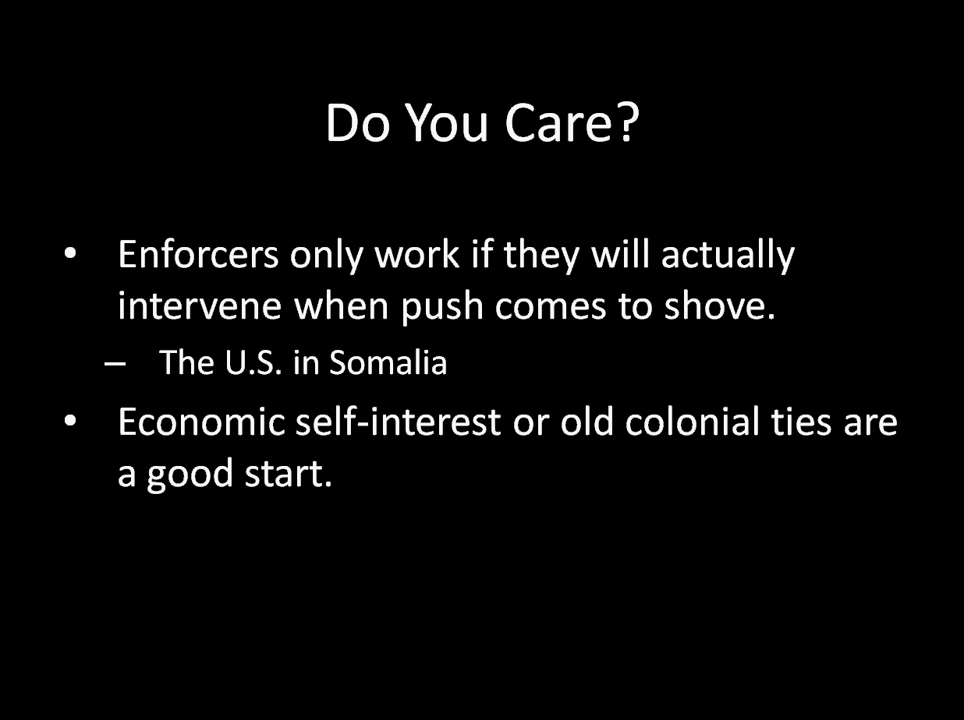 Do You Care?
• Enforcers only work if they will actually
intervene when push comes to shove.
– The U.S. in Somalia
• Economic self-interest or old colonial ties are
a good start.